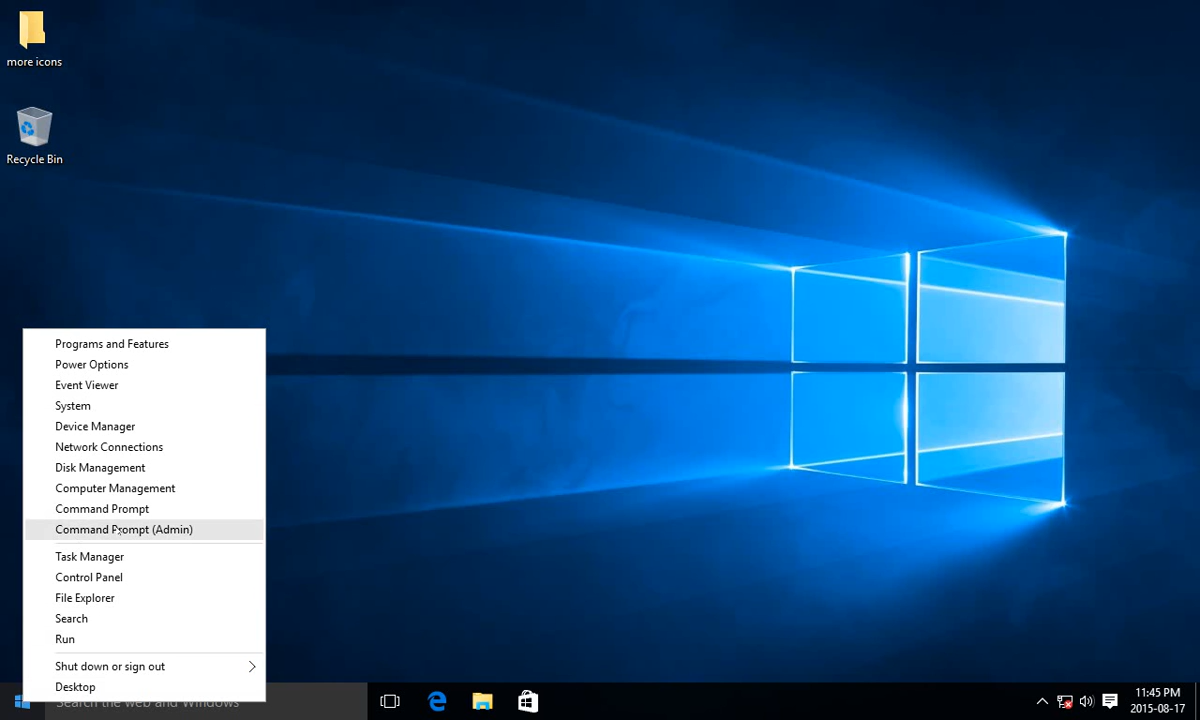 more icons
Recycle Bin
Programs and Features
Power Options
Event Viewer
System
Device Manager
Network Connections
Disk Management
Computer Management
Command Prompt
Command Prompt (Admin)
Task Manager
Control Panel
File Explorer
Search
Run
Shut down or sign out
Desktop
Search the web and Windows
11:45 PM
2015-08-17